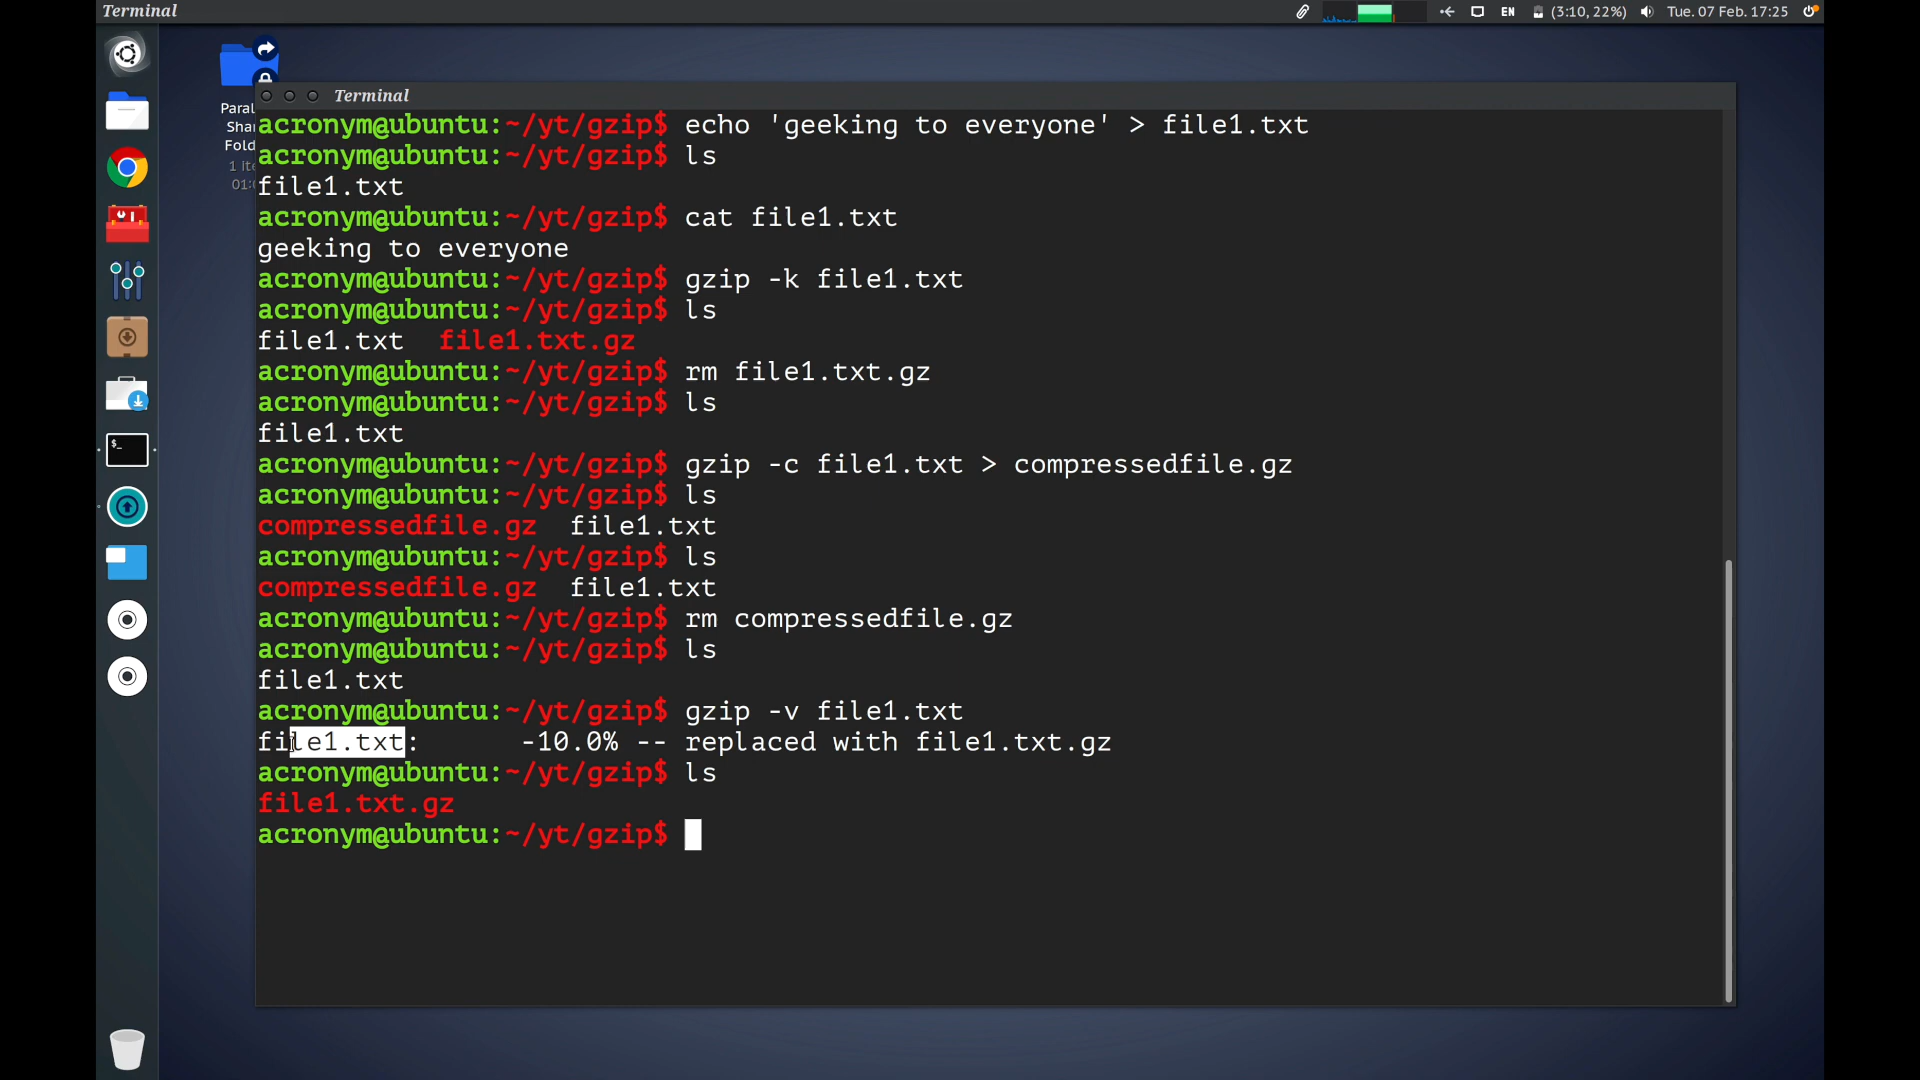 Terminal
EN
(3:10, 22%)
Tue. 07 Feb. 17:25
Terminal
acronym@ubuntu:~/yt/gzip$ echo 'geeking to everyone' > file1.txt
acronym@ubuntu:~/yt/gzip$ ls
file1.txt
acronym@ubuntu:~/yt/gzip$ cat file1.txt
geeking to everyone
acronym@ubuntu:~/yt/gzip$ gzip -k file1.txt
acronym@ubuntu:~/yt/gzip$ ls
file1.txt  file1.txt.gz
acronym@ubuntu:~/yt/gzip$ rm file1.txt.gz
acronym@ubuntu:~/yt/gzip$ ls
file1.txt
acronym@ubuntu:~/yt/gzip$ gzip -c file1.txt > compressedfile.gz
acronym@ubuntu:~/yt/gzip$ ls
compressedfile.gz  file1.txt
acronym@ubuntu:~/yt/gzip$ ls
compressedfile.gz  file1.txt
acronym@ubuntu:~/yt/gzip$ rm compressedfile.gz
acronym@ubuntu:~/yt/gzip$ ls
file1.txt
acronym@ubuntu:~/yt/gzip$ gzip -v file1.txt
file1.txt:      -10.0% -- replaced with file1.txt.gz
acronym@ubuntu:~/yt/gzip$ ls
file1.txt.gz
acronym@ubuntu:~/yt/gzip$